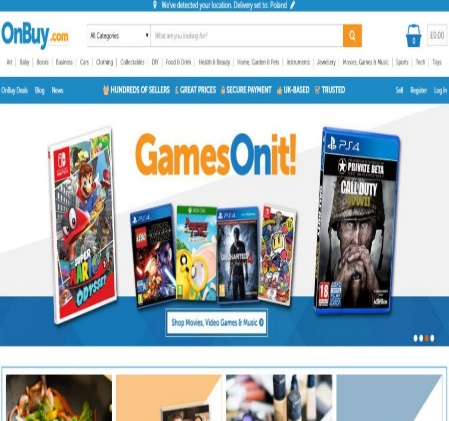 We've detected your location. Delivery set to: Poland
OnBuy.com
All Categories
What are you looking for?
0
£0.00
Art | Baby | Books | Business | Cars | Clothing | Collectables | DIY | Food & Drink | Health & Beauty | Home, Garden & Pets | Instruments | Jewellery | Movies, Games & Music | Sports | Tech | Toys
OnBuy Deals Blog News HUNDREDS OF SELLERS GREAT PRICES SECURE PAYMENT UK-BASED TRUSTED Sell Register Log In
GamesOnit!
SUPER MARIO ODYSSEY
PS4
LEGO STAR WARS
PS4
UNCHARTED
PS4
PRIVATE BETA
CALL OF DUTY
WWII
18
ACTIVISION
Shop Movies, Video Games & Music